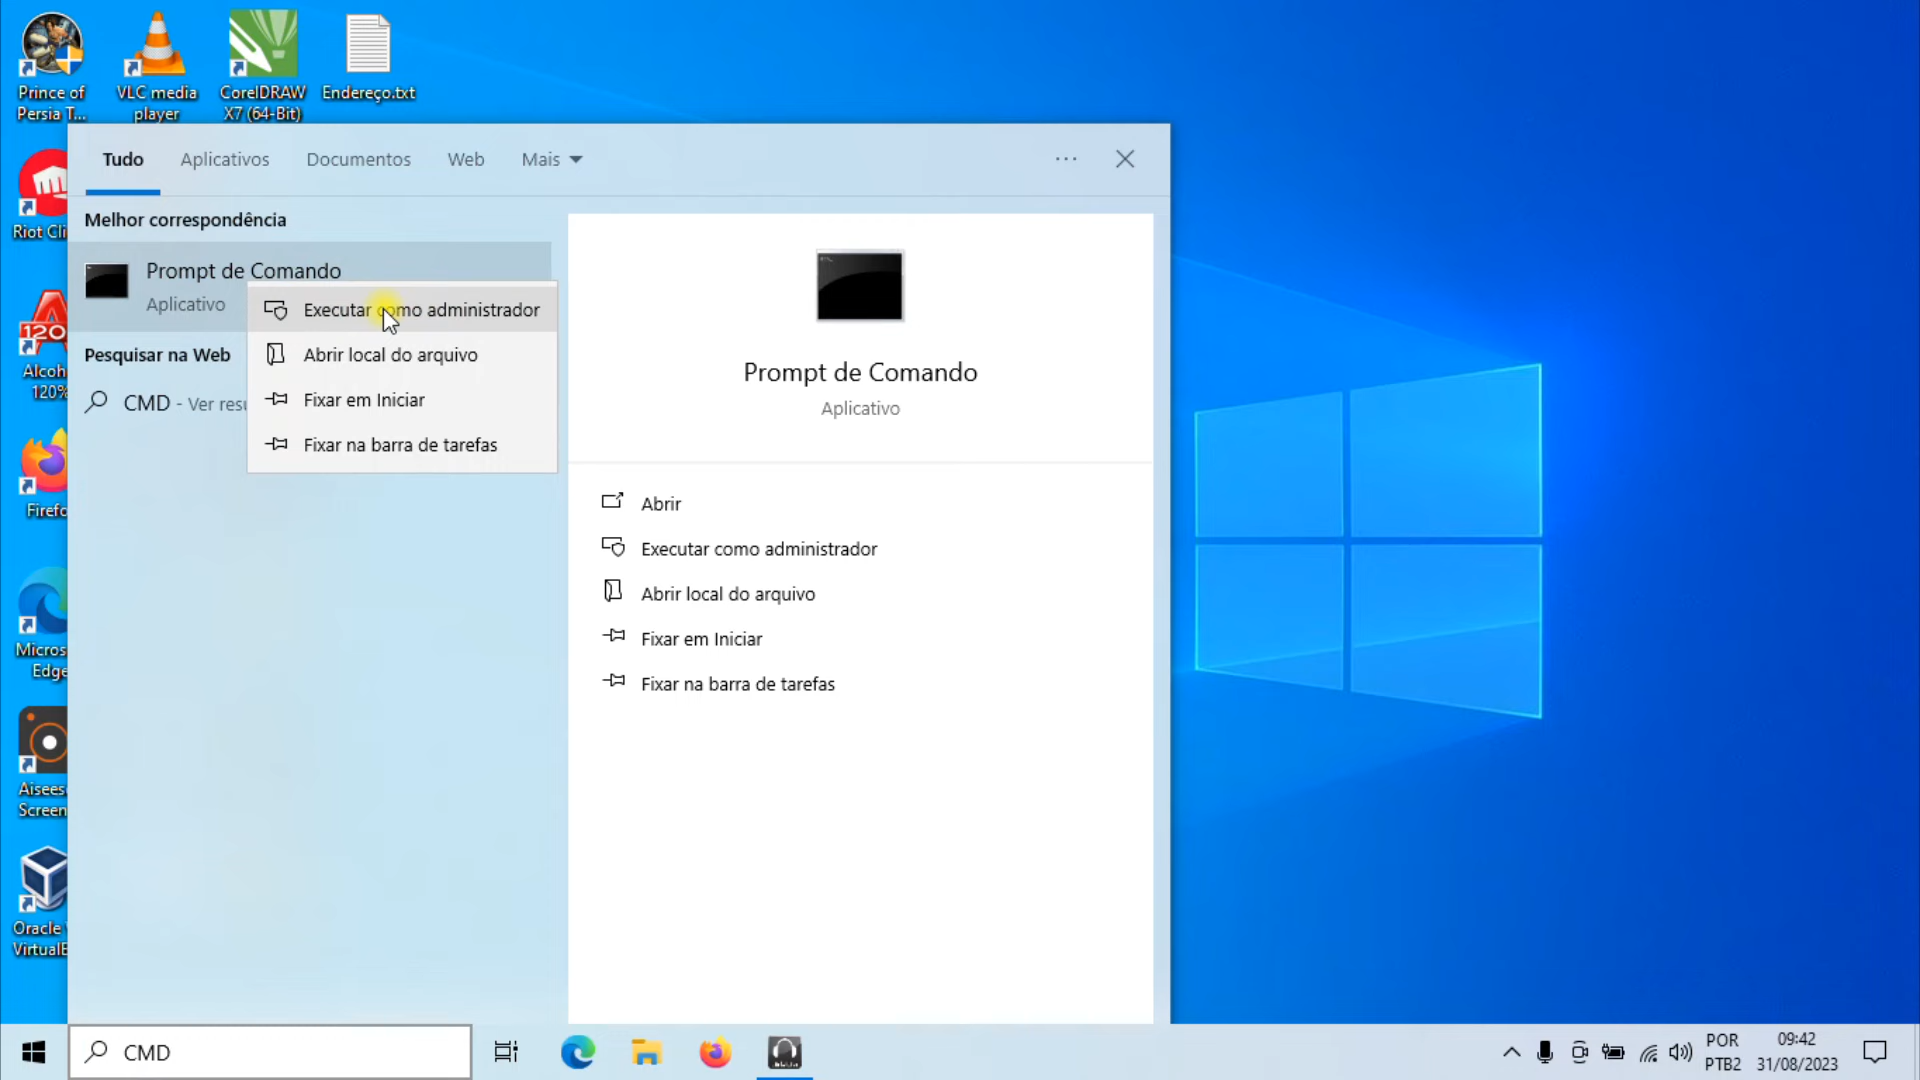 Prince of
Persia T...
VLC media
player
CorelDRAW
X7 (64-Bit)
Endereço.txt
Tudo
Aplicativos
Documentos
Web
Mais
Melhor correspondência
Prompt de Comando
Aplicativo
Executar como administrador
Abrir local do arquivo
Fixar em Iniciar
Fixar na barra de tarefas
Pesquisar na Web
CMD - Ver resu
Prompt de Comando
Aplicativo
Abrir
Executar como administrador
Abrir local do arquivo
Fixar em Iniciar
Fixar na barra de tarefas
Riot Cli
120
Alcoh
120%
Firefo
Micros
Edge
Aisees
Screen
Oracle
VirtualB
CMD
POR
PTB2
09:42
31/08/2023